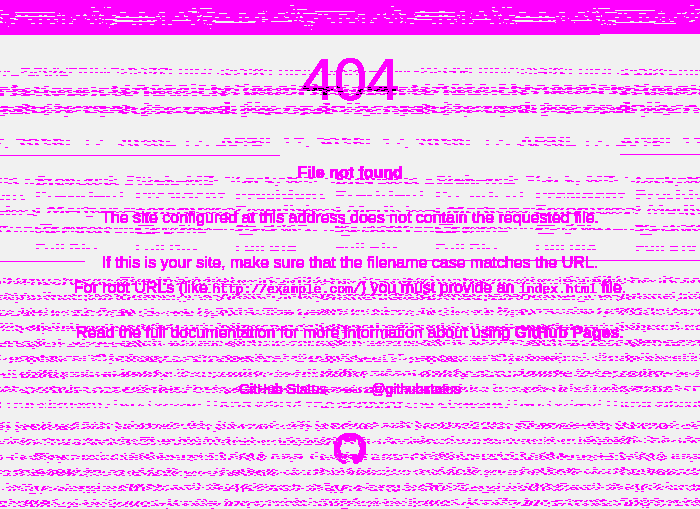 404
File not found
The site configured at this address does not contain the requested file.
If this is your site, make sure that the filename case matches the URL.
For root URLs (like http://example.com/) you must provide an index.html file.
Read the full documentation for more information about using GitHub Pages.
GitHub Status — @githubstatus